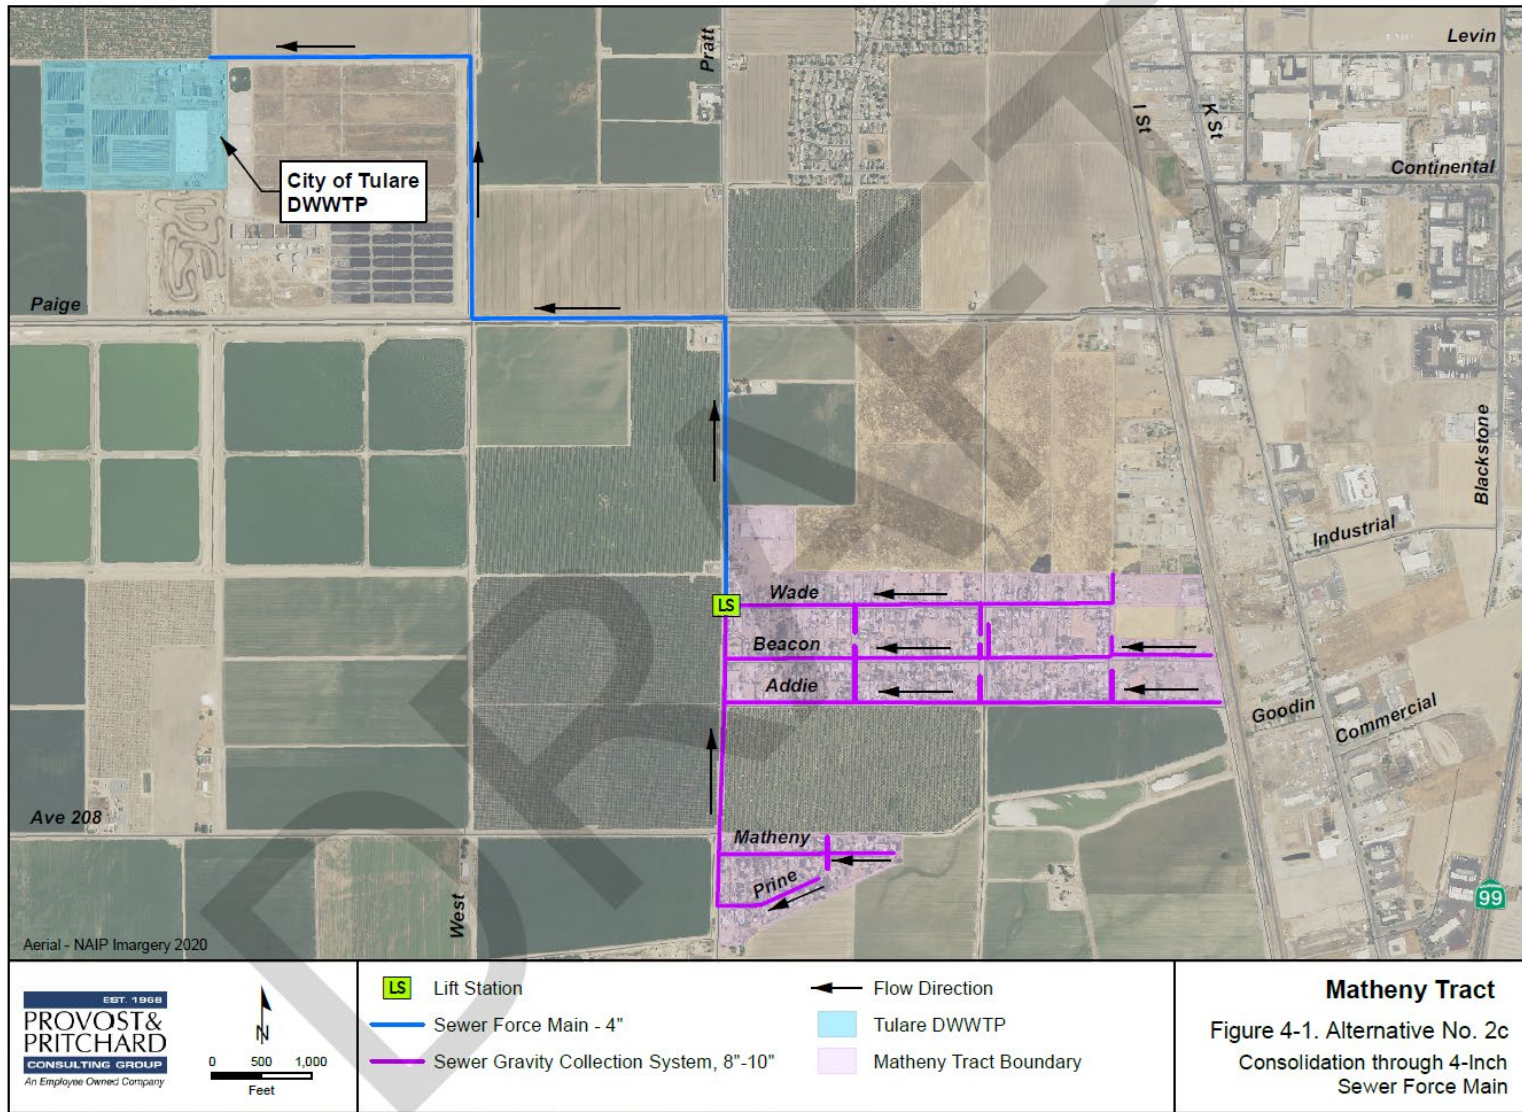 Levin
Pratt
I St
K St
Continental
City of Tulare
DWWTP
Paige
Blackstone
Industrial
Wade
LS
Beacon
Addie
Goodin
Commercial
Ave 208
Matheny
Prine
West
99
Aerial - NAIP Imargery 2020
DRAFT
EST. 1968
PROVOST&
PRITCHARD
CONSULTING GROUP
An Employee Owned Company
N
0 500 1,000
Feet
LS Lift Station
Sewer Force Main - 4"
Sewer Gravity Collection System, 8"-10"
Flow Direction
Tulare DWWTP
Matheny Tract Boundary
Matheny Tract
Figure 4-1. Alternative No. 2c
Consolidation through 4-Inch
Sewer Force Main